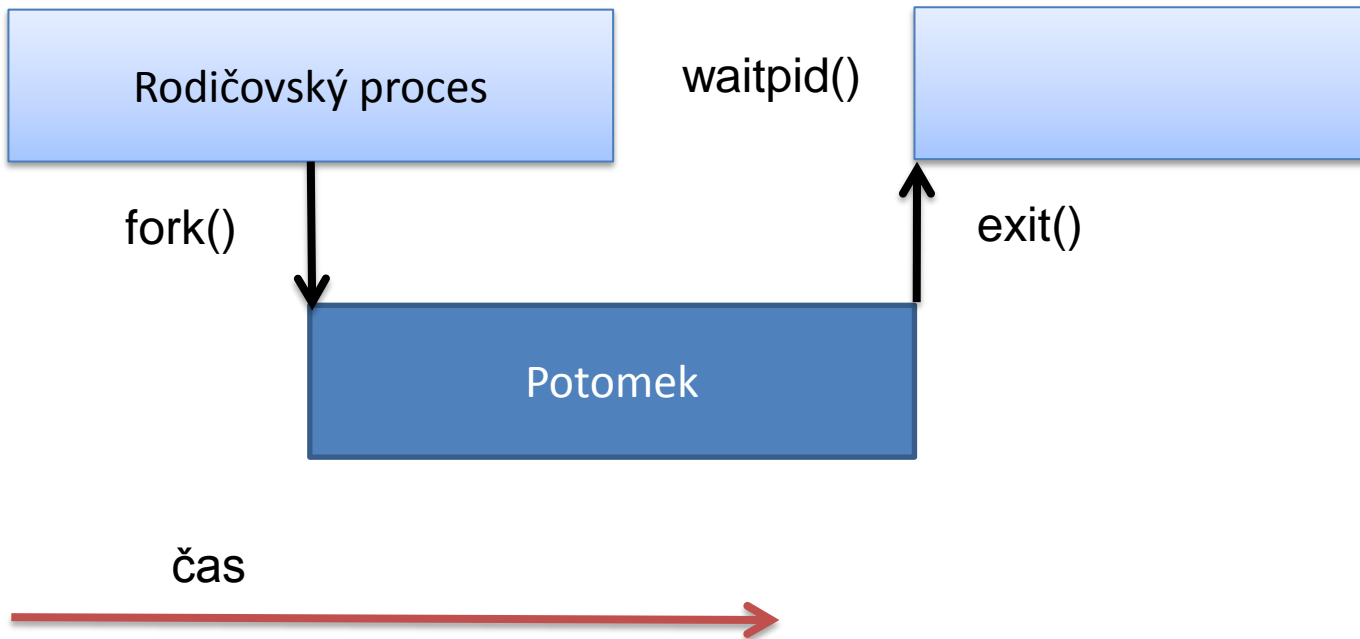 Rodičovský proces
waitpid()
fork()
exit()
Potomek
čas